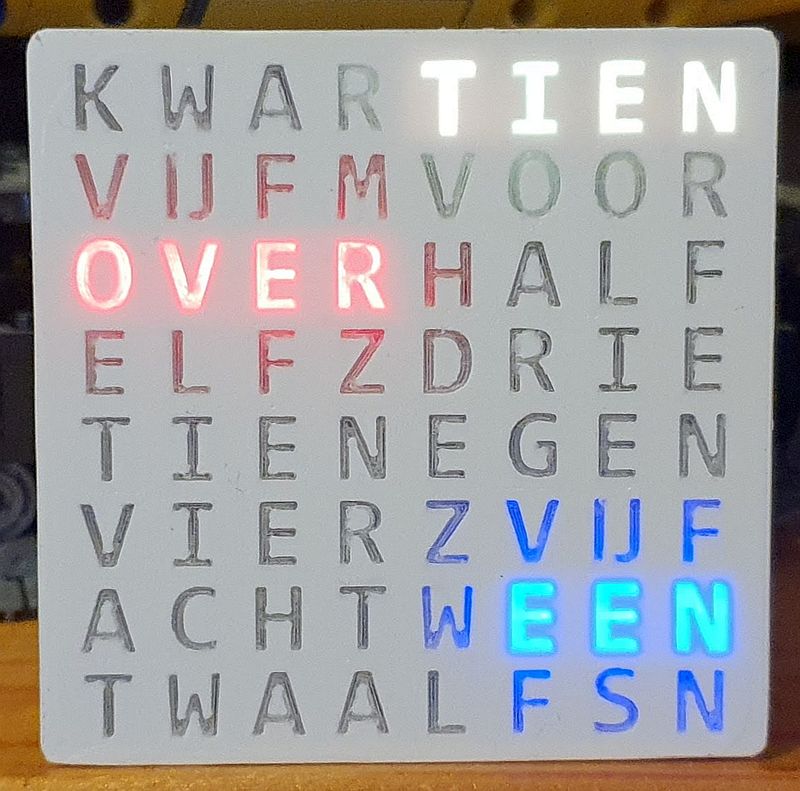 KWARTIEN
VIJFMVOOR
OVERHALF
ELFZDRIE
TIENEGEN
VIERZVIJF
ACHTWEEN
TWAALFSN